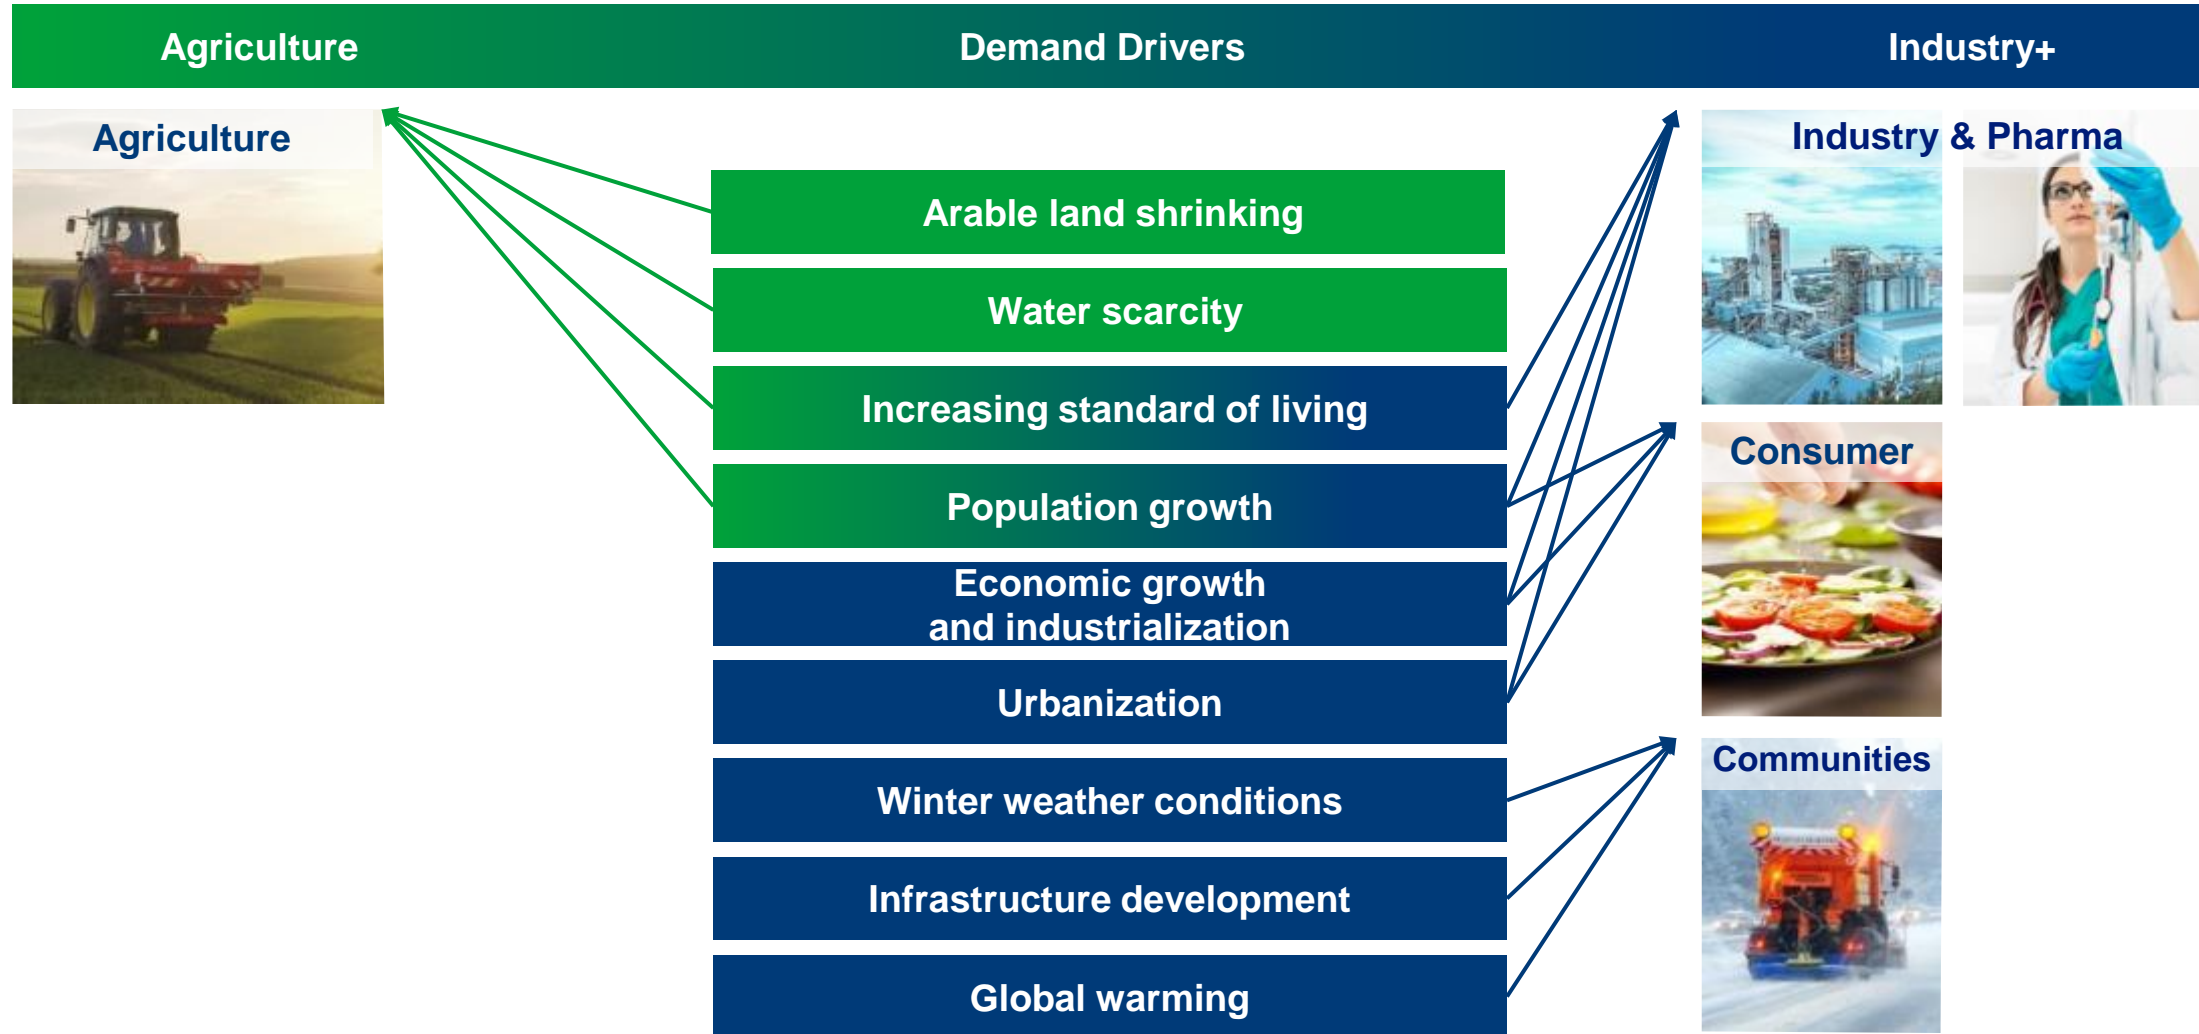 Agriculture Demand Drivers Industry+
Agriculture
Industry & Pharma
Arable land shrinking
Water scarcity
Increasing standard of living
Consumer
Population growth
Economic growth
and industrialization
Urbanization
Communities
Winter weather conditions
Infrastructure development
Global warming